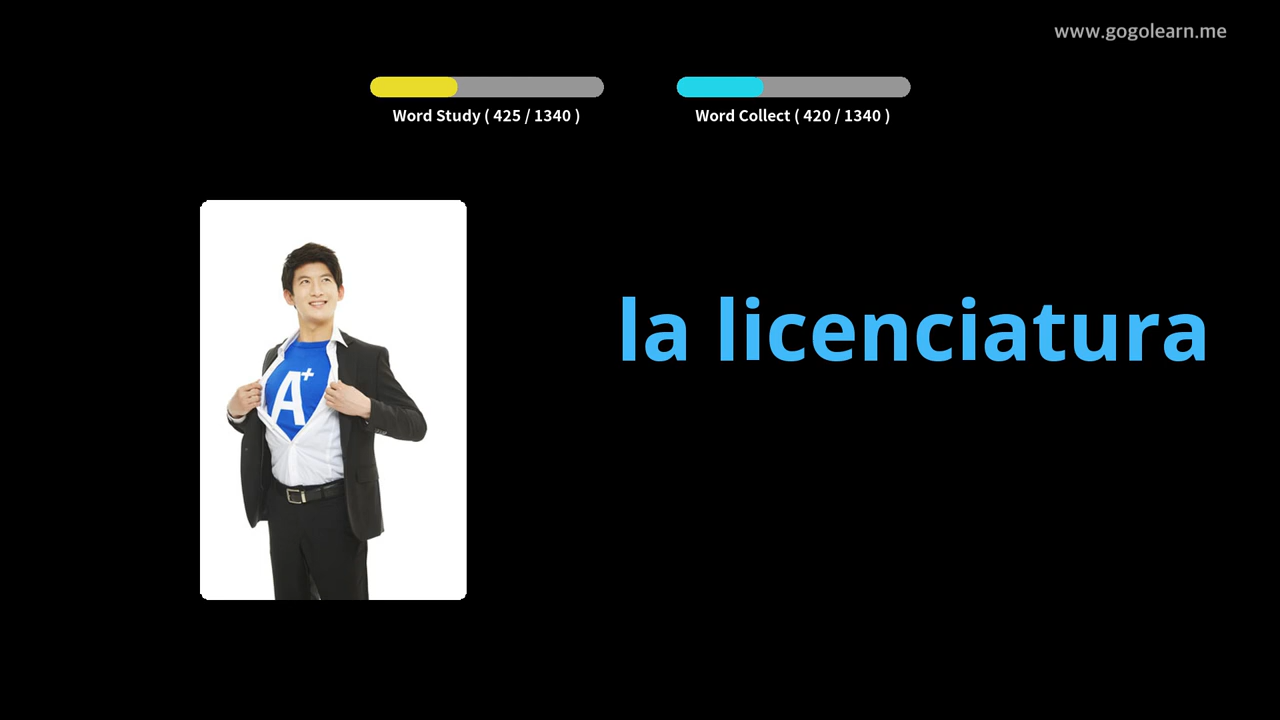 www.gogolearn.me
Word Study ( 425 / 1340 )
Word Collect ( 420 / 1340 )
A+
la licenciatura